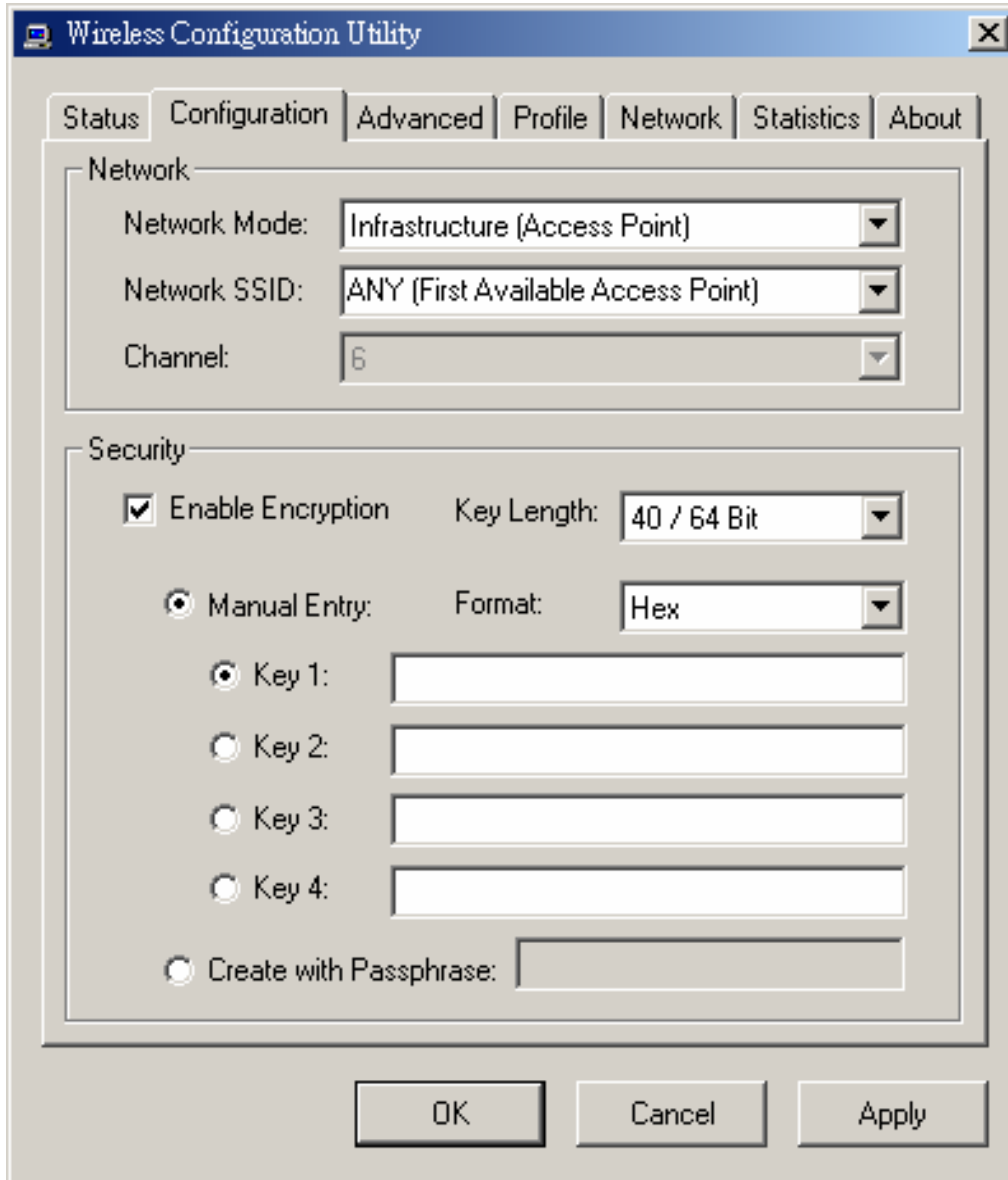 Wireless Configuration Utility
Status Configuration Advanced Profile Network Statistics About
Network
Network Mode: Infrastructure (Access Point)
Network SSID: ANY (First Available Access Point)
Channel: 6
Security
Enable Encryption Key Length: 40 / 64 Bit
Manual Entry: Format: Hex
Key 1:
Key 2:
Key 3:
Key 4:
Create with Passphrase:
OK Cancel Apply